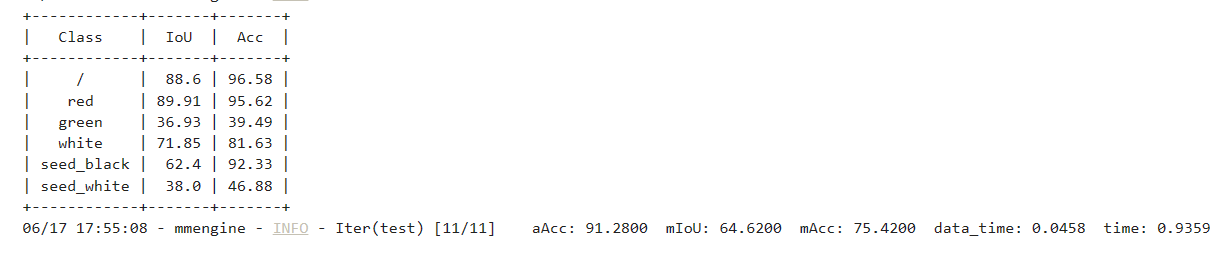 +------------+-------+-------+
|   Class    |  IoU  |  Acc  |
+------------+-------+-------+
|     /      |  88.6 | 96.58 |
|    red     | 89.91 | 95.62 |
|   green    | 36.93 | 39.49 |
|   white    | 71.85 | 81.63 |
| seed_black |  62.4 | 92.33 |
| seed_white |  38.0 | 46.88 |
+------------+-------+-------+
06/17 17:55:08 - mmengine - INFO - Iter(test) [11/11]    aAcc: 91.2800  mIoU: 64.6200  mAcc: 75.4200  data_time: 0.0458  time: 0.9359